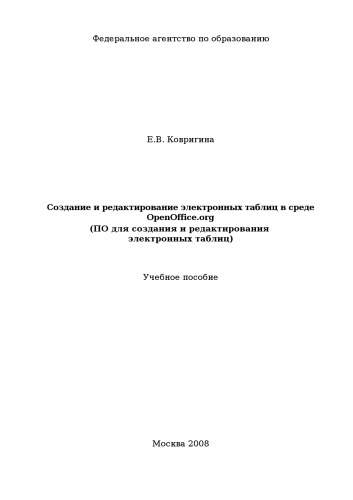 Федеральное агентство по образованию
Е.В. Ковригина
Создание и редактирование электронных таблиц в среде
OpenOffice.org
(ПО для создания и редактирования
электронных таблиц)
Учебное пособие
Москва 2008